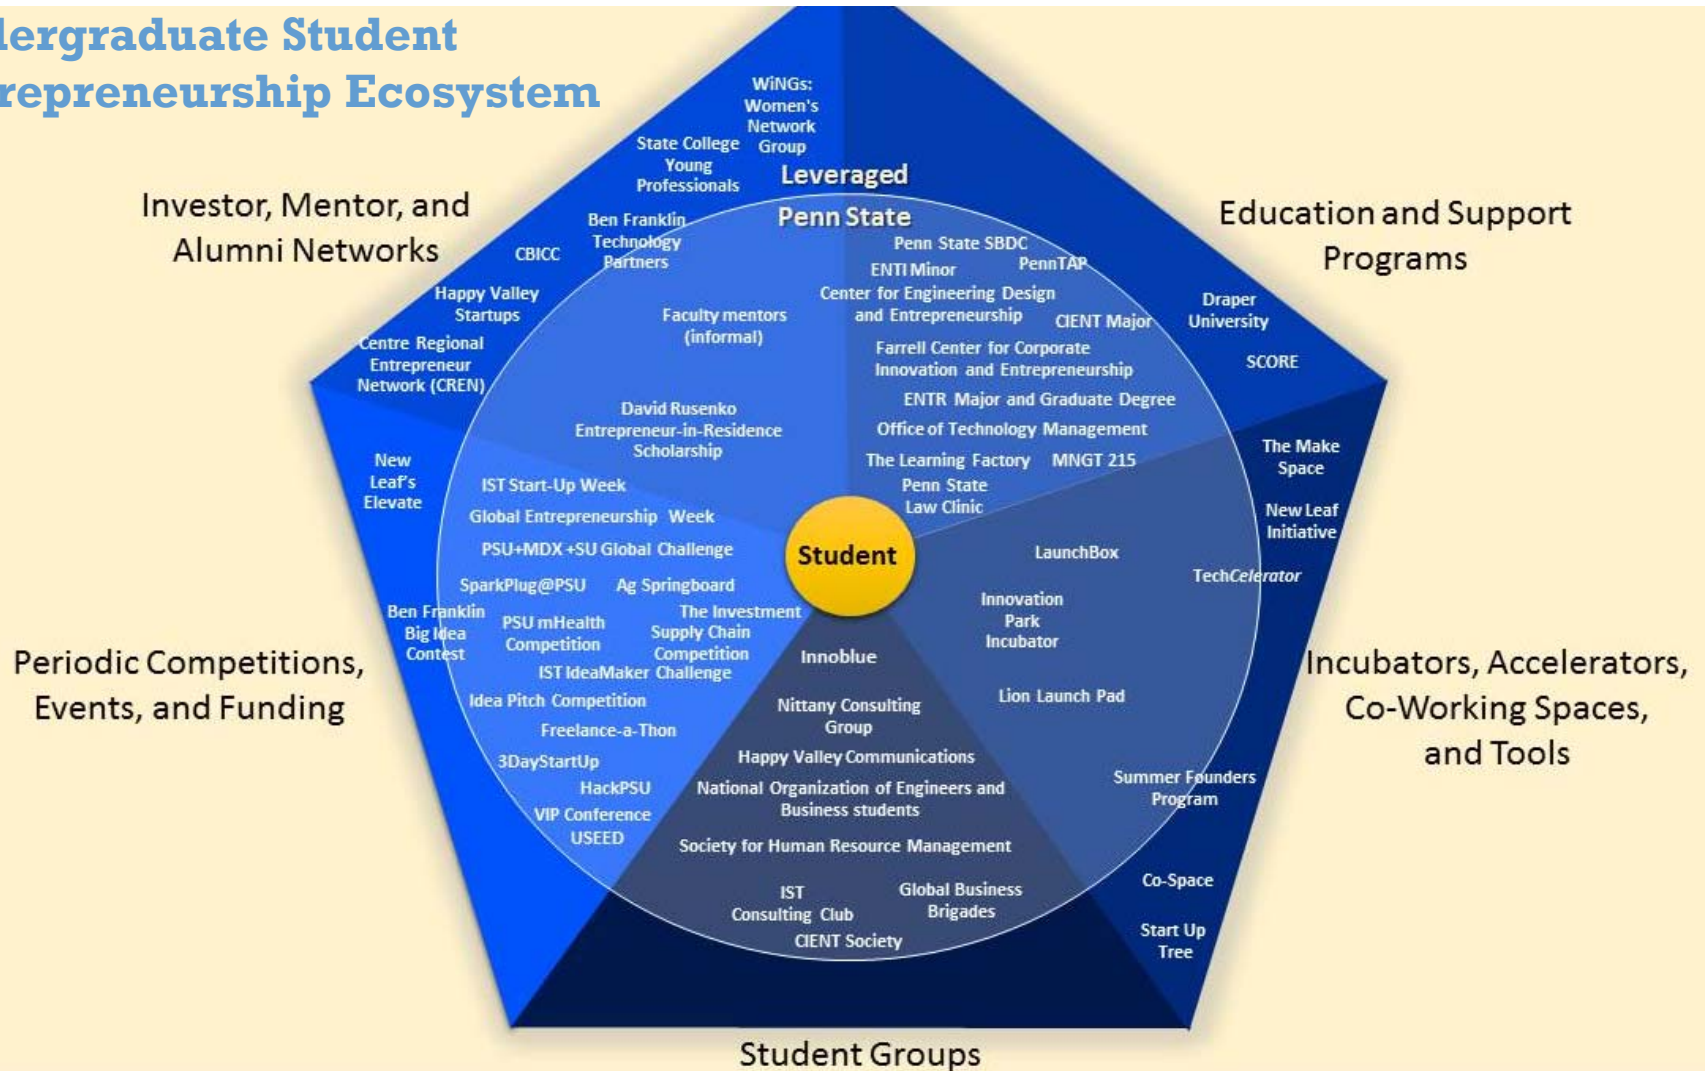 dergraduate Student
repreneurship Ecosystem
WiNGs:
Women's
Network
Group
State College
Young
Professionals
Leveraged
Penn State
Investor, Mentor, and
Alumni Networks
Ben Franklin
Technology
Partners
CBICC
Happy Valley
Startups
Centre Regional
Entrepreneur
Network (CREN)
Faculty mentors
(informal)
David Rusenko
Entrepreneur-in-Residence
Scholarship
Education and Support
Programs
Penn State SBDC
PennTAP
ENTI Minor
Center for Engineering Design
and Entrepreneurship
CIENT Major
Farrell Center for Corporate
Innovation and Entrepreneurship
ENTR Major and Graduate Degree
Office of Technology Management
The Learning Factory
MNGT 215
Penn State
Law Clinic
Draper
University
SCORE
New
Leaf's
Elevate
IST Start-Up Week
Global Entrepreneurship Week
PSU+MDX +SU Global Challenge
SparkPlug@PSU
Ag Springboard
Ben Franklin
Big Idea
Contest
PSU mHealth
Competition
The Investment
Supply Chain
Competition
IST IdeaMaker Challenge
Idea Pitch Competition
Freelance-a-Thon
3DayStartUp
HackPSU
VIP Conference
USEED
Periodic Competitions,
Events, and Funding
Student
The Make
Space
New Leaf
Initiative
LaunchBox
TechCelerator
Innovation
Park
Incubator
Lion Launch Pad
Summer Founders
Program
Co-Space
Start Up
Tree
Incubators, Accelerators,
Co-Working Spaces,
and Tools
Innoblue
Nittany Consulting
Group
Happy Valley Communications
National Organization of Engineers and
Business students
Society for Human Resource Management
IST
Consulting Club
Global Business
Brigades
CIENT Society
Student Groups